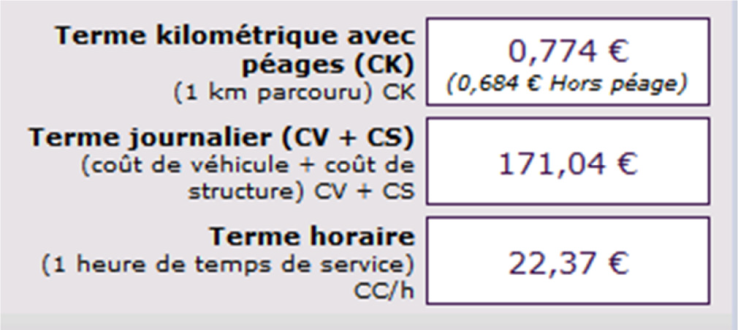 Terme kilométrique avec
péages (CK)
(1 km parcouru) CK
0,774 €
(0,684 € Hors péage)
Terme journalier (CV + CS)
(coût de véhicule + coût de
structure) CV + CS
171,04 €
Terme horaire
(1 heure de temps de service)
CC/h
22,37 €